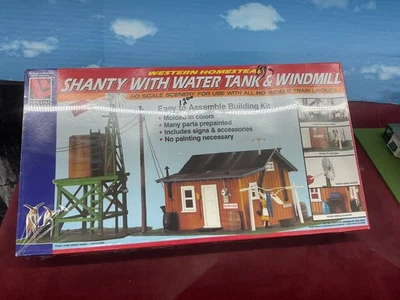 WESTERN HOMESTEAD
SHANTY WITH WATER TANK & WINDMILL
HO SCALE SCENERY FOR USE WITH ALL HO SCALE TRAIN LAYOUTS
Easy to Assemble Building Kit
• Molded in colors
• Many parts prepainted
• Includes signs & accessories
• No painting necessary